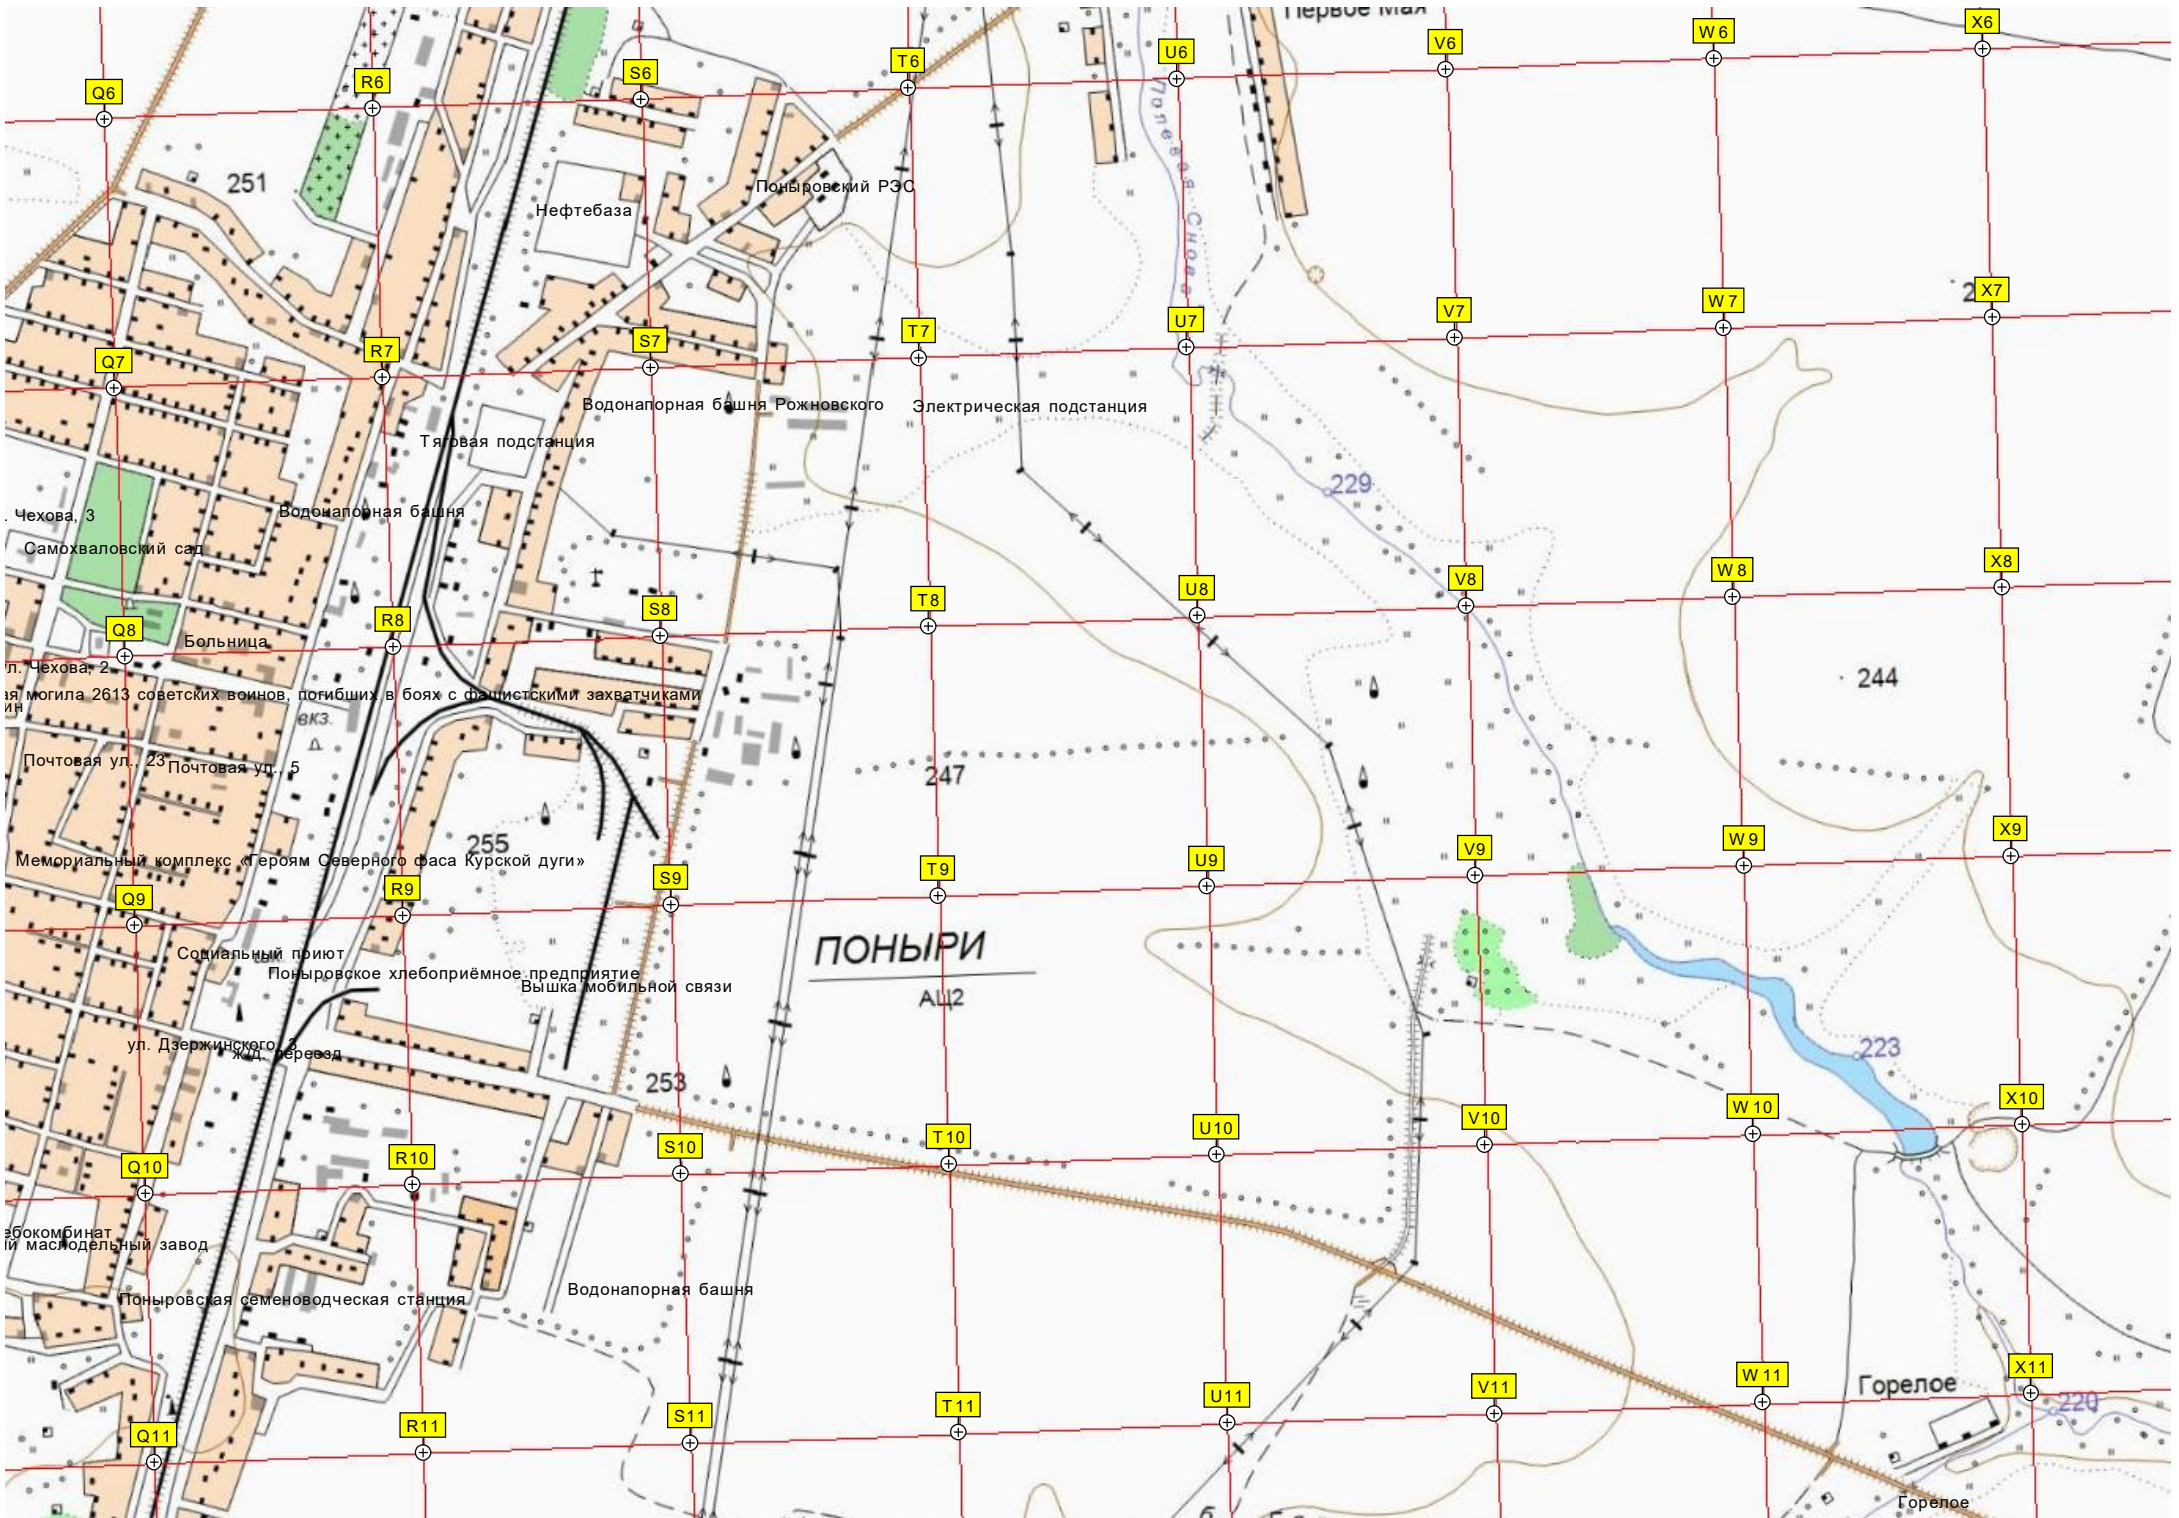 Первое Мая
X6
W6
V6
U6
T6
S6
R6
Q6
251
Поныровский РЭС
Нефтебаза
Полевая Снова
X7
W7
V7
U7
T7
S7
R7
Q7
Водонапорная башня Рожновского
Электрическая подстанция
Тяговая подстанция
229
Водонапорная башня
. Чехова, 3
Самохваловский сад
X8
W8
V8
U8
T8
S8
R8
Q8
Больница
ул. Чехова, 2
ая могила 2613 советских воинов, погибших в боях с фашистскими захватчиками
ин
вкз.
244
247
Почтовая ул., 23
Почтовая ул., 5
255
Мемориальный комплекс «Героям Северного фаса Курской дуги»
X9
W9
V9
U9
T9
S9
R9
Q9
ПОНЫРИ
АЦ2
Социальный приют
Поныровское хлебоприёмное предприятие
Вышка мобильной связи
ул. Дзержинского, 3
ж/д. переезд
223
253
X10
W10
V10
U10
T10
S10
R10
Q10
ебокомбинат
й маслодельный завод
Водонапорная башня
Поныровская семеноводческая станция
X11
W11
V11
U11
T11
S11
R11
Q11
Горелое
220
Горелое